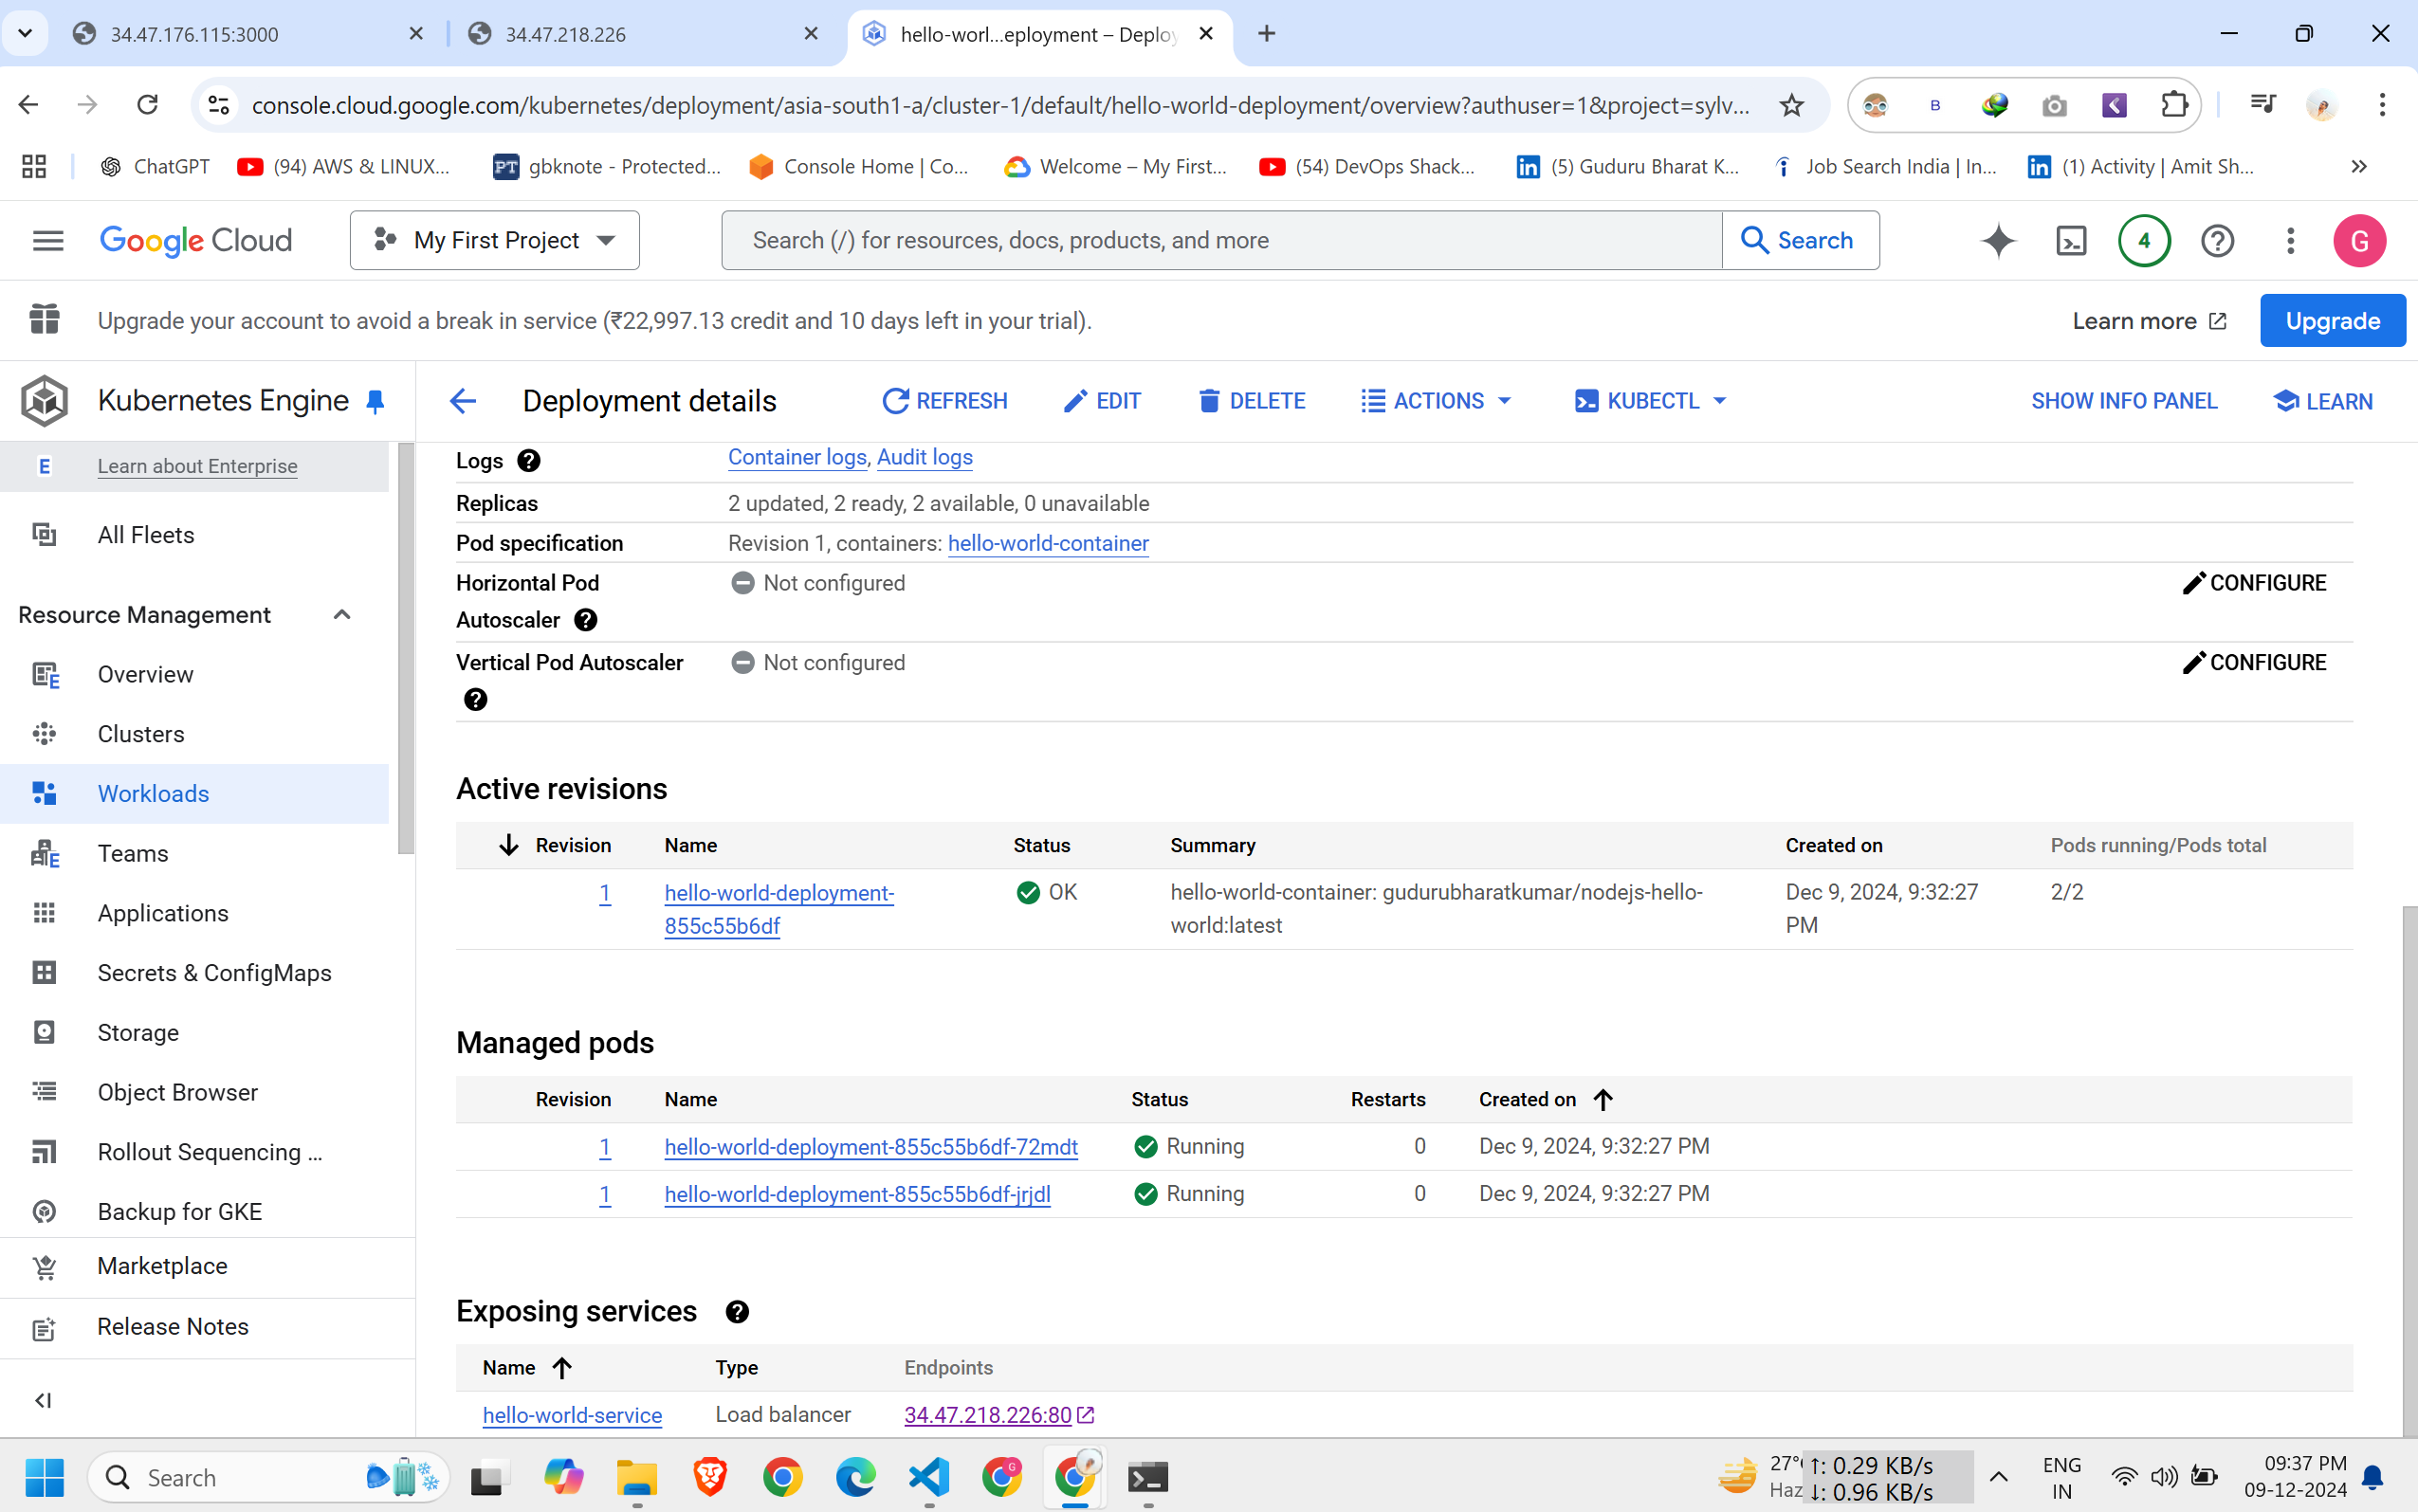 34.47.176.115:3000
34.47.218.226
hello-worl...eployment – Deploy
console.cloud.google.com/kubernetes/deployment/asia-south1-a/cluster-1/default/hello-world-deployment/overview?authuser=1&project=sylv...
B
ChatGPT
(94) AWS & LINUX...
PT
gbknote - Protected...
Console Home | Co...
Welcome – My First...
(54) DevOps Shack...
in
(5) Guduru Bharat K...
Job Search India | In...
in
(1) Activity | Amit Sh...
»
Google Cloud
My First Project
Search (/) for resources, docs, products, and more
Search
4
G
Upgrade your account to avoid a break in service (₹22,997.13 credit and 10 days left in your trial).
Learn more
Upgrade
Kubernetes Engine
Deployment details
REFRESH
EDIT
DELETE
ACTIONS
KUBECTL
SHOW INFO PANEL
LEARN
E
Learn about Enterprise
All Fleets
Resource Management
E
Overview
Clusters
Workloads
E
Teams
Applications
Secrets & ConfigMaps
Storage
Object Browser
Rollout Sequencing ...
Backup for GKE
Marketplace
Release Notes
Logs
Container logs, Audit logs
Replicas
2 updated, 2 ready, 2 available, 0 unavailable
Pod specification
Revision 1, containers: hello-world-container
Horizontal Pod
Autoscaler
Not configured
CONFIGURE
Vertical Pod Autoscaler
Not configured
CONFIGURE
Active revisions
Revision Name Status Summary Created on Pods running/Pods total
1 hello-world-deployment- OK hello-world-container: gudurubharatkumar/nodejs-hello- Dec 9, 2024, 9:32:27 2/2
855c55b6df world:latest PM
Managed pods
Revision Name Status Restarts Created on
1 hello-world-deployment-855c55b6df-72mdt Running 0 Dec 9, 2024, 9:32:27 PM
1 hello-world-deployment-855c55b6df-jrjdl Running 0 Dec 9, 2024, 9:32:27 PM
Exposing services
Name Type Endpoints
hello-world-service Load balancer 34.47.218.226:80
Search
G
27°
Haz
↑: 0.29 KB/s
↓: 0.96 KB/s
ENG
IN
09:37 PM
09-12-2024